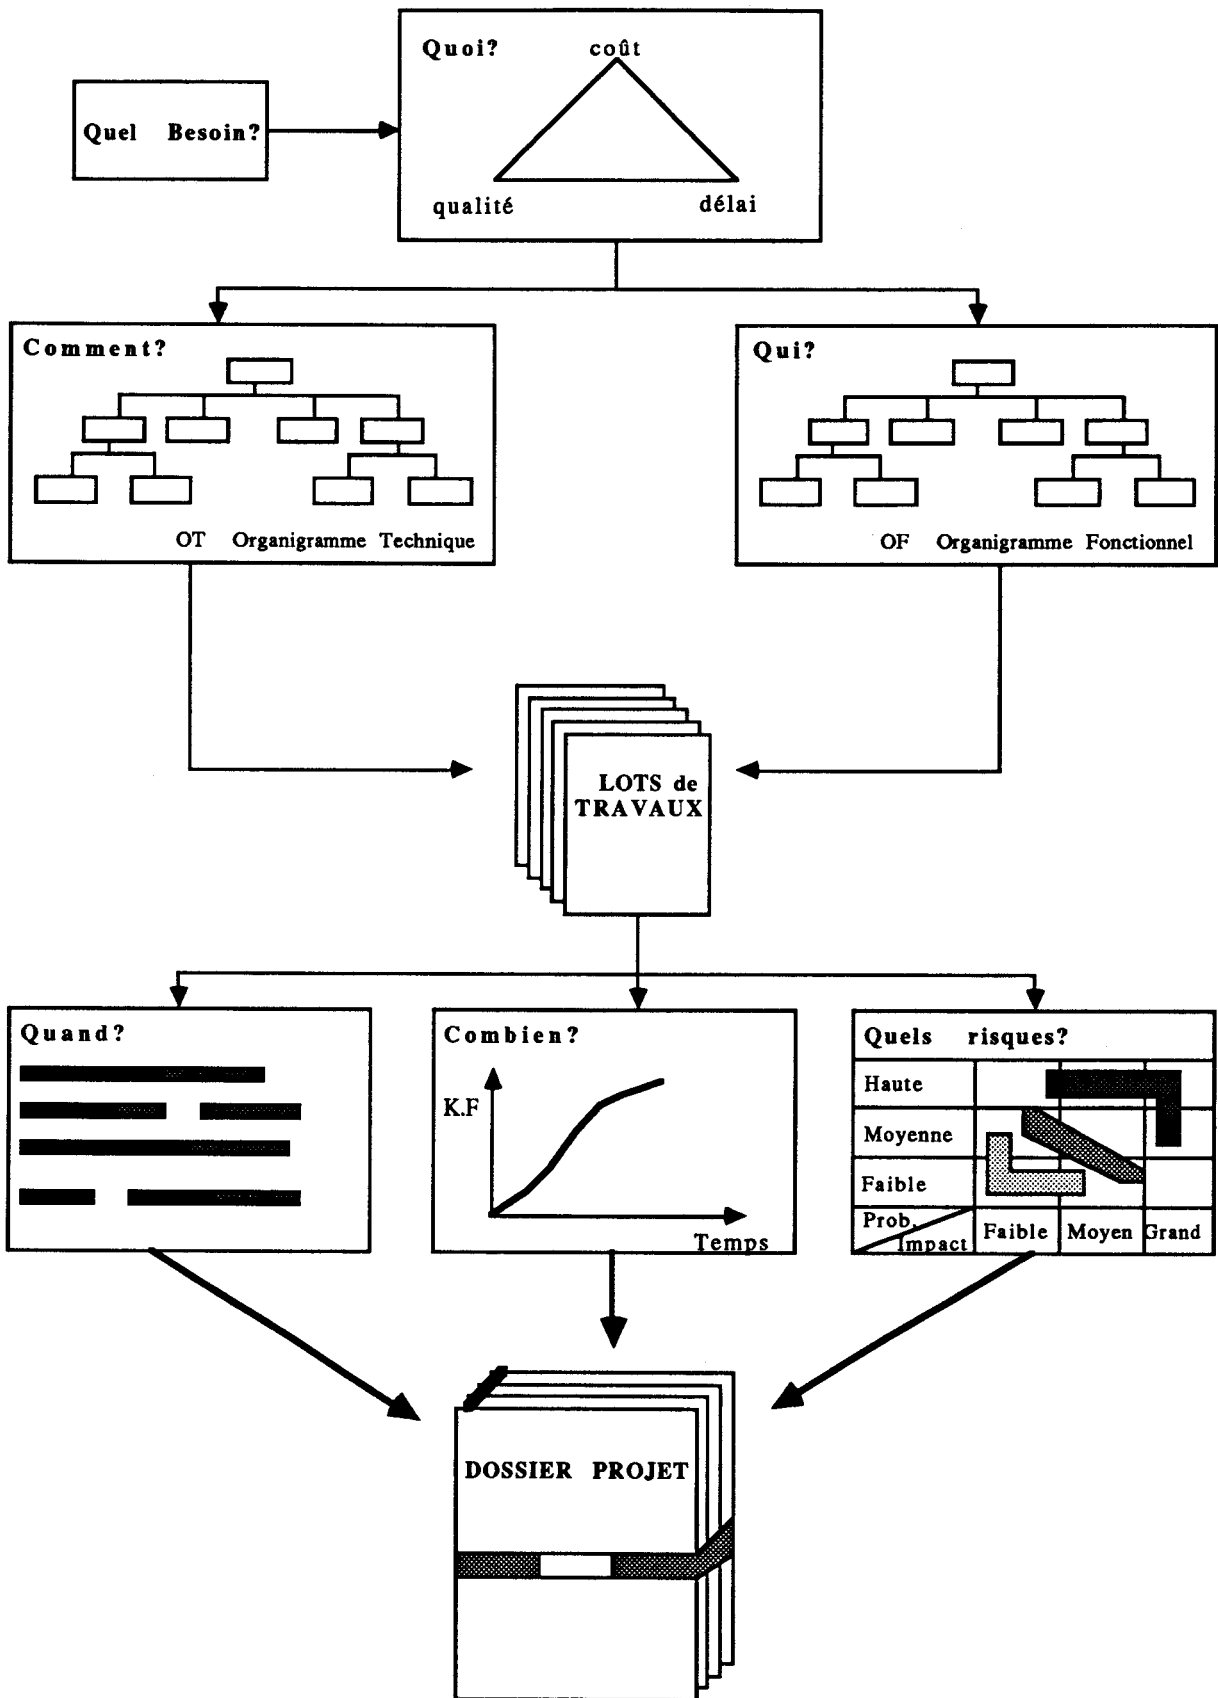 Quoi?
coût
Quel Besoin?
qualité
délai
Comment?
OT Organigramme Technique
Qui?
OF Organigramme Fonctionnel
LOTS de
TRAVAUX
Quand?
Combien?
K.F
Temps
Quels risques?
Haute
Moyenne
Faible
Prob.
Impact
Faible
Moyen
Grand
DOSSIER PROJET